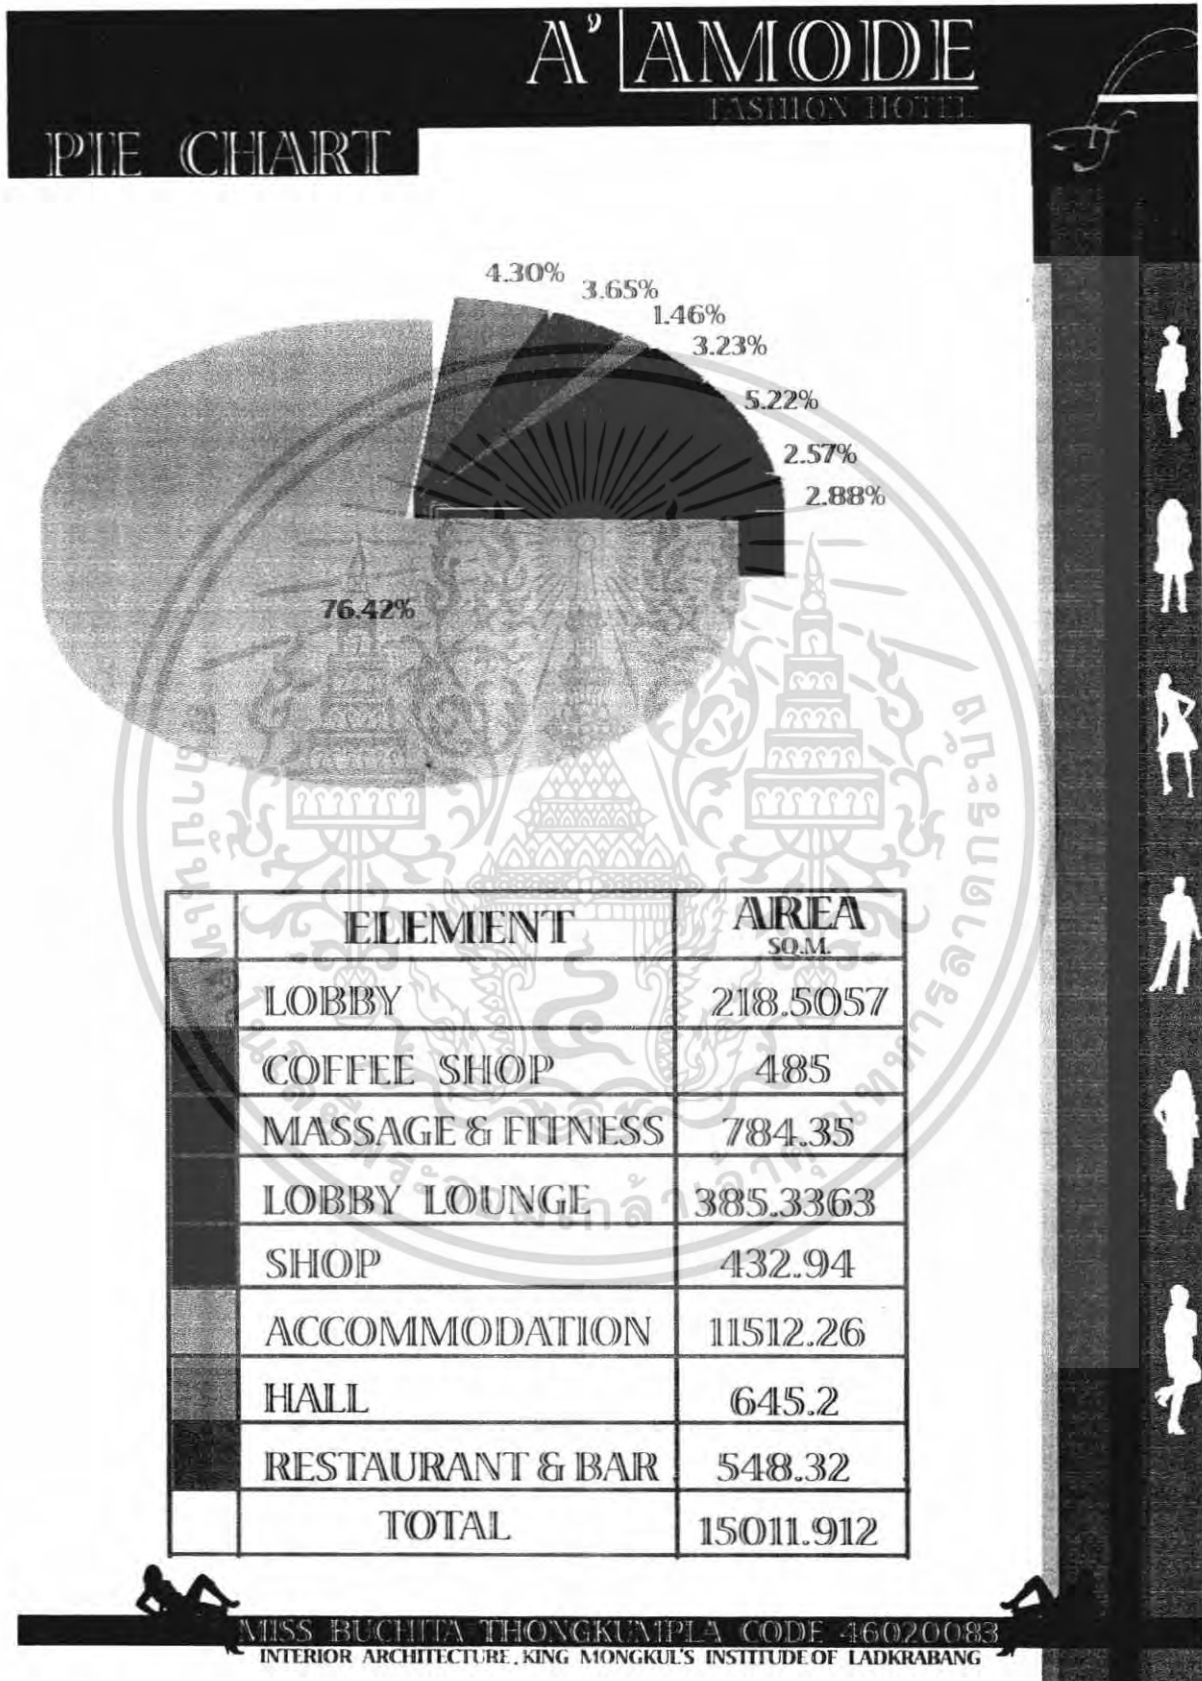 A' LAMODE
FASHION HOTEL
PIE CHART
4.30%
3.65%
1.46%
3.23%
5.22%
2.57%
2.88%
76.42%
ELEMENT AREA
SQ.M.
LOBBY 218.5057
COFFEE SHOP 485
MASSAGE & FITNESS 784.35
LOBBY LOUNGE 385.3363
SHOP 432.94
ACCOMMODATION 11512.26
HALL 645.2
RESTAURANT & BAR 548.32
TOTAL 15011.912
MISS BUCHITA THONGKUMPLA CODE 46020083
INTERIOR ARCHITECTURE, KING MONGKUL'S INSTITUDE OF LADKRABANG